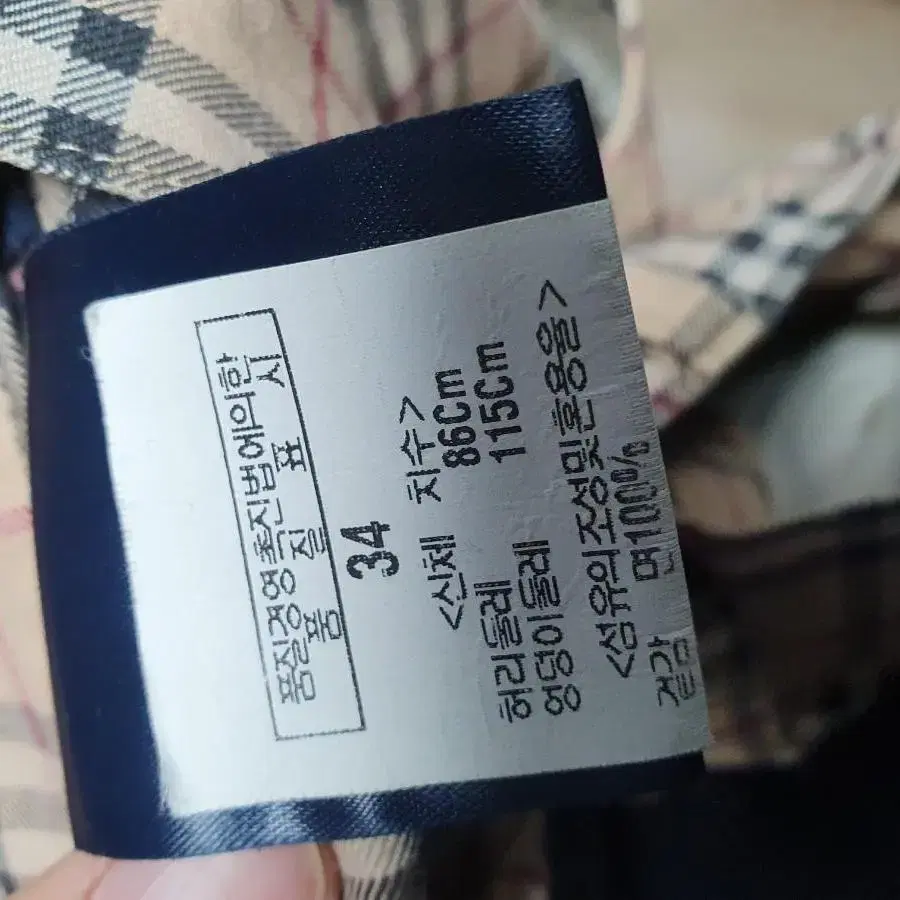 품질경영촉진법에의한
품 질 표 시
34
<신체 치수>
허리둘레 86Cm
엉덩이둘레 115Cm
<섬유의조성및혼용율>
겉감 면100%